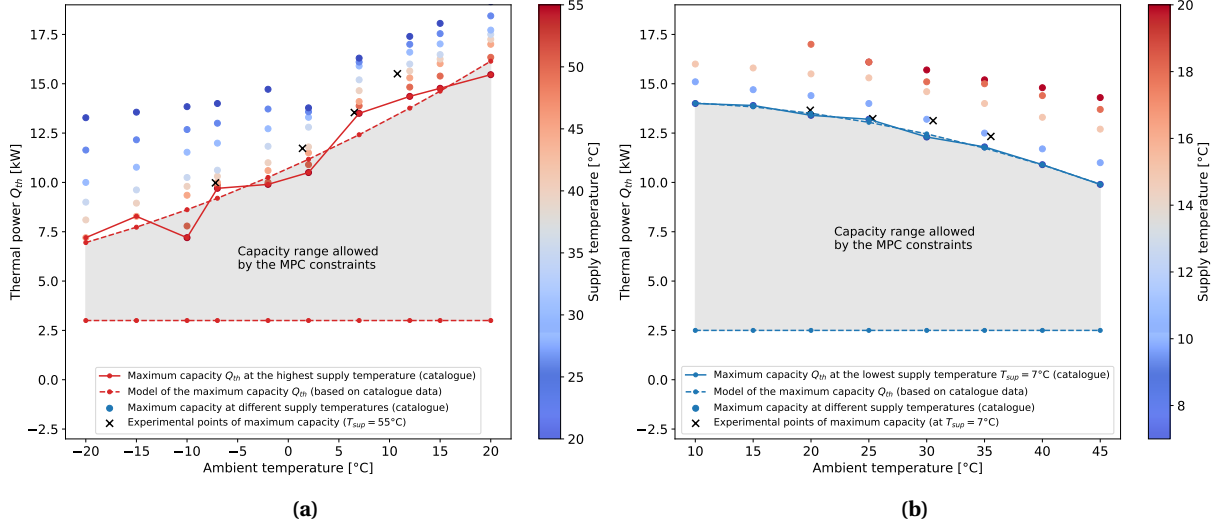 17.5
15.0
12.5
10.0
7.5
5.0
2.5
0.0
−2.5
Thermal power Q_th [kW]
Capacity range allowed
by the MPC constraints
Maximum capacity Q_th at the highest supply temperature (catalogue)
Model of the maximum capacity Q_th (based on catalogue data)
Maximum capacity at different supply temperatures (catalogue)
Experimental points of maximum capacity (T_sup = 55°C)
−20 −15 −10 −5 0 5 10 15 20
Ambient temperature [°C]
55
50
45
40
35
30
25
20
Supply temperature [°C]
(a)
17.5
15.0
12.5
10.0
7.5
5.0
2.5
0.0
−2.5
Thermal power Q_th [kW]
Capacity range allowed
by the MPC constraints
Maximum capacity Q_th at the lowest supply temperature T_sup = 7°C (catalogue)
Model of the maximum capacity Q_th (based on catalogue data)
Maximum capacity at different supply temperatures (catalogue)
Experimental points of maximum capacity (at T_sup = 7°C)
10 15 20 25 30 35 40 45
Ambient temperature [°C]
20
18
16
14
12
10
8
Supply temperature [°C]
(b)